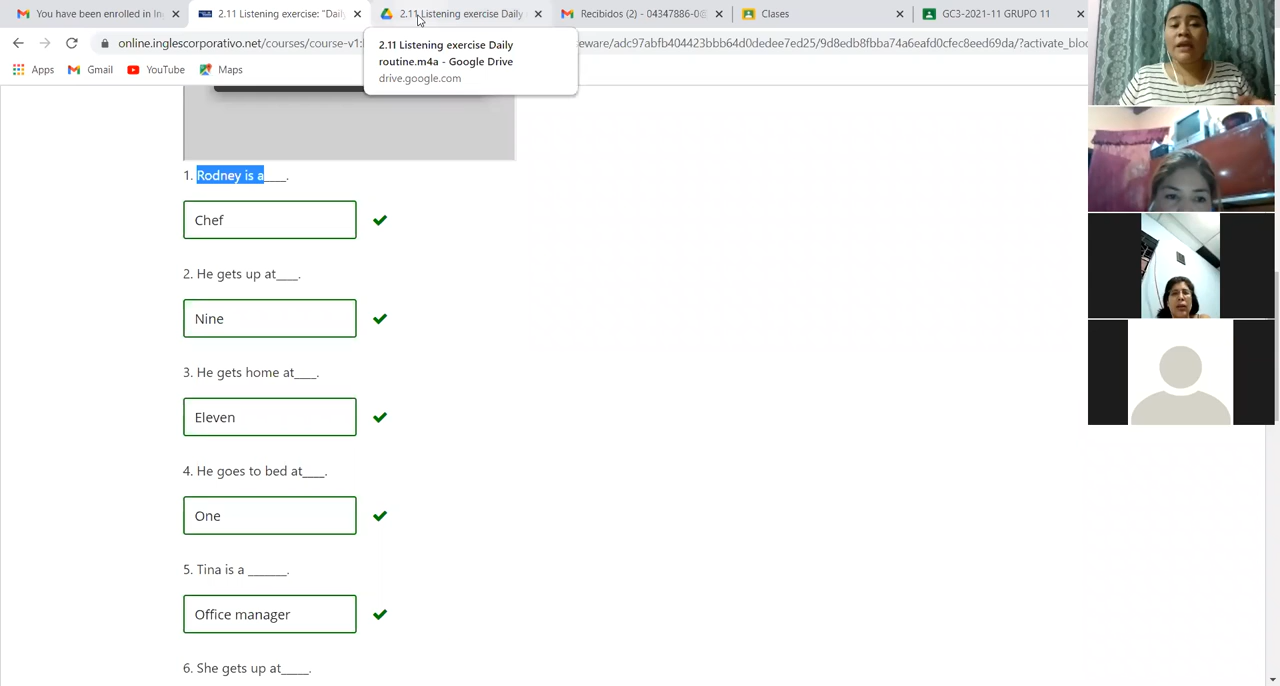 You have been enrolled in In
2.11 Listening exercise: "Daily
2.11 Listening exercise Daily
Recibidos (2) - 04347886-0@
Clases
GC3-2021-11 GRUPO 11
online.inglescorporativo.net/courses/course-v1:
eware/adc97abfb404423bbb64d0dedee7ed25/9d8edb8fbba74a6eafd0cfec8eed69da/?activate_bloc
Apps
Gmail
YouTube
Maps
2.11 Listening exercise Daily
routine.m4a - Google Drive
drive.google.com
1. Rodney is a____.
Chef
2. He gets up at____.
Nine
3. He gets home at____.
Eleven
4. He goes to bed at____.
One
5. Tina is a ______.
Office manager
6. She gets up at_____.